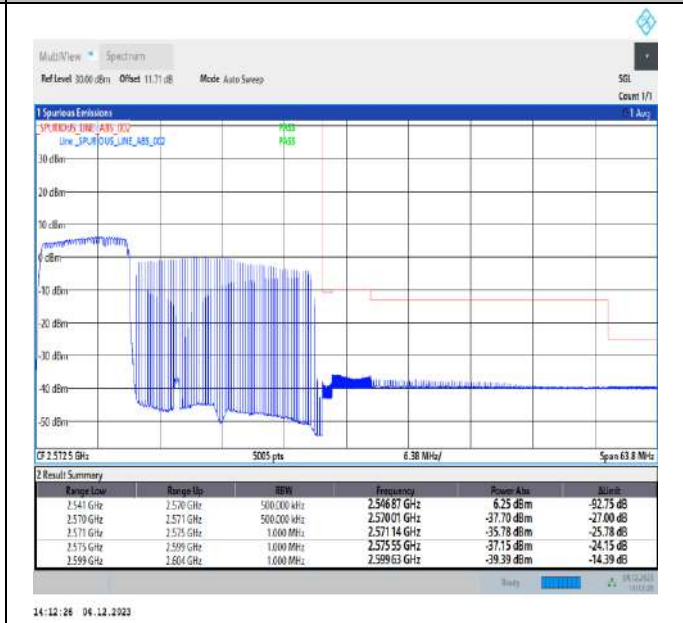 MultiView Spectrum
Ref Level 30.00 dBm Offset 11.71 dB Mode Auto Sweep SGL
Count 1/1
1 Spurious Emissions 1 Avg
_SPURIOUS_LINE_ABS_002 PASS
Line _SPURIOUS_LINE_ABS_002 PASS
30 dBm
20 dBm
10 dBm
0 dBm
-10 dBm
-20 dBm
-30 dBm
-40 dBm
-50 dBm
CF 2.5725 GHz 5005 pts 6.38 MHz/ Span 63.8 MHz
2 Result Summary
Range Low Range Up RBW Frequency Power Abs ΔLimit
2.541 GHz 2.570 GHz 500.000 kHz 2.54687 GHz 6.25 dBm -92.75 dB
2.570 GHz 2.571 GHz 500.000 kHz 2.57001 GHz -37.70 dBm -27.00 dB
2.571 GHz 2.575 GHz 1.000 MHz 2.57114 GHz -35.78 dBm -25.78 dB
2.575 GHz 2.599 GHz 1.000 MHz 2.57555 GHz -37.15 dBm -24.15 dB
2.599 GHz 2.604 GHz 1.000 MHz 2.59963 GHz -39.39 dBm -14.39 dB
Ready 04.12.2023
14:12:26 04.12.2023